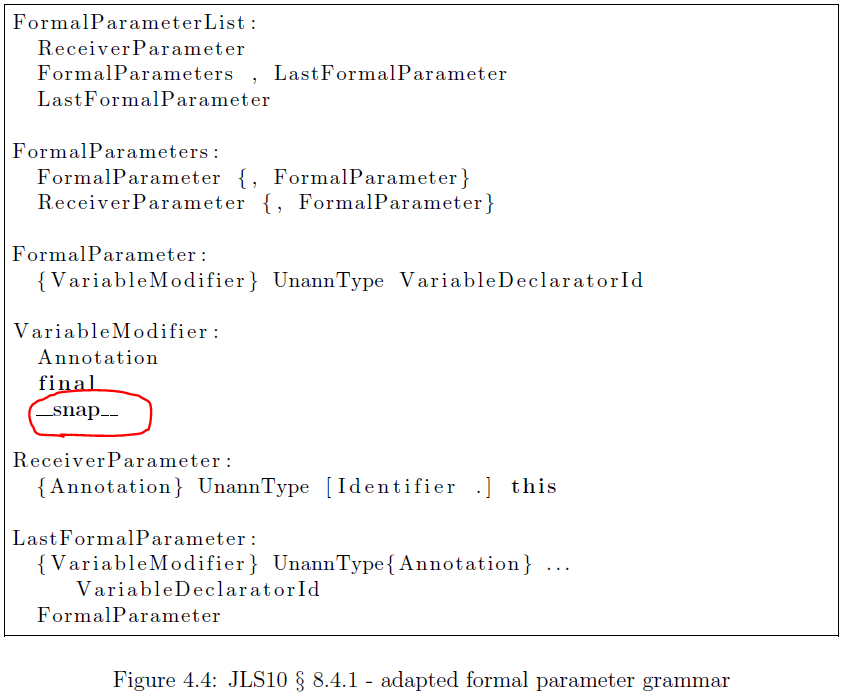 FormalParameterList:
ReceiverParameter
FormalParameters , LastFormalParameter
LastFormalParameter
FormalParameters:
FormalParameter {, FormalParameter}
ReceiverParameter {, FormalParameter}
FormalParameter:
{VariableModifier} UnannType VariableDeclaratorId
VariableModifier:
Annotation
final
__snap__
ReceiverParameter:
{Annotation} UnannType [Identifier .] this
LastFormalParameter:
{VariableModifier} UnannType{Annotation} ...
VariableDeclaratorId
FormalParameter
Figure 4.4: JLS10 § 8.4.1 - adapted formal parameter grammar